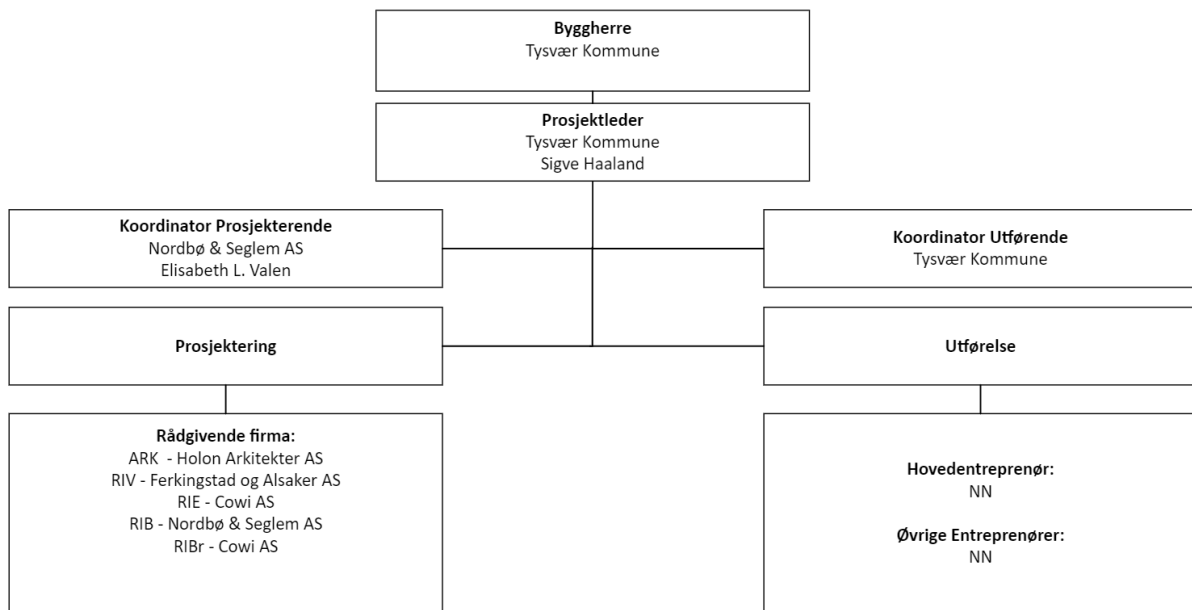 Byggherre
Tysvær Kommune
Prosjektleder
Tysvær Kommune
Sigve Haaland
Koordinator Prosjekterende
Nordbø & Seglem AS
Elisabeth L. Valen
Koordinator Utførende
Tysvær Kommune
Prosjektering
Utførelse
Rådgivende firma:
ARK - Holon Arkitekter AS
RIV - Ferkingstad og Alsaker AS
RIE - Cowi AS
RIB - Nordbø & Seglem AS
RIBr - Cowi AS
Hovedentreprenør:
NN
Øvrige Entreprenører:
NN